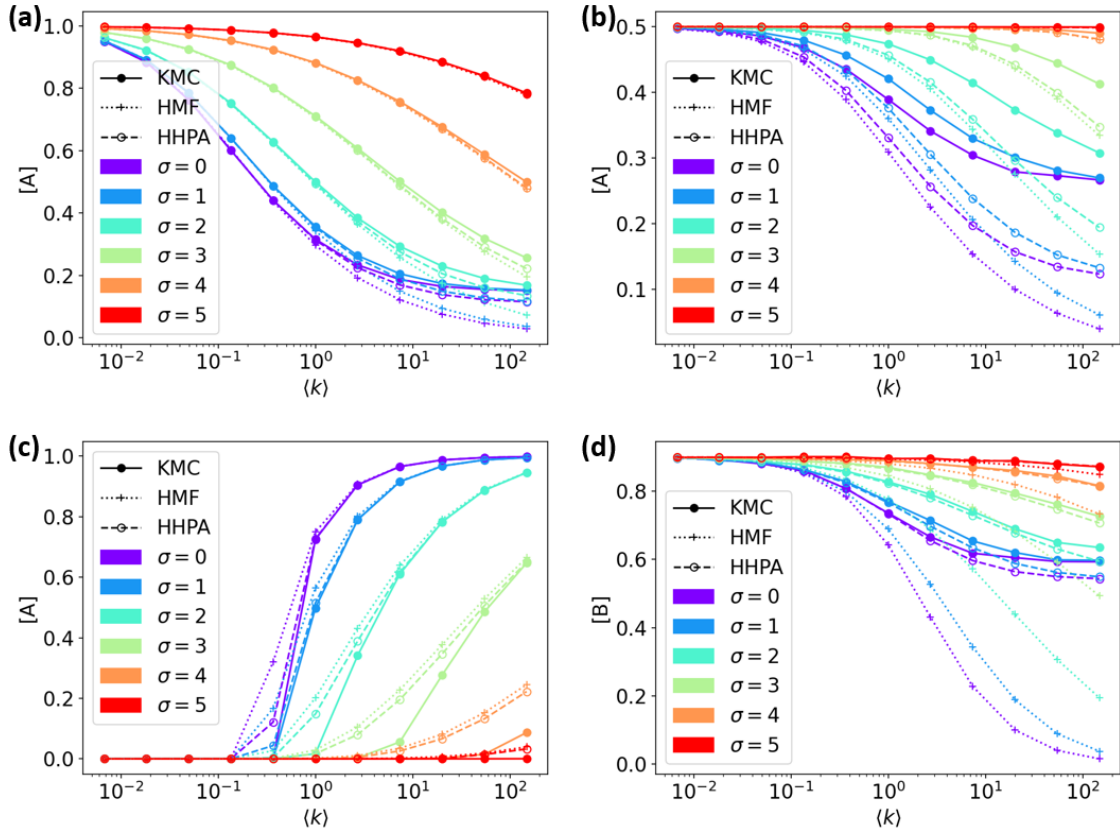 (a)
1.0
0.8
0.6
0.4
0.2
0.0
[A]
KMC
HMF
HHPA
σ = 0
σ = 1
σ = 2
σ = 3
σ = 4
σ = 5
10⁻² 10⁻¹ 10⁰ 10¹ 10²
⟨k⟩
(b)
0.5
0.4
0.3
0.2
0.1
[A]
KMC
HMF
HHPA
σ = 0
σ = 1
σ = 2
σ = 3
σ = 4
σ = 5
10⁻² 10⁻¹ 10⁰ 10¹ 10²
⟨k⟩
(c)
1.0
0.8
0.6
0.4
0.2
0.0
[A]
KMC
HMF
HHPA
σ = 0
σ = 1
σ = 2
σ = 3
σ = 4
σ = 5
10⁻² 10⁻¹ 10⁰ 10¹ 10²
⟨k⟩
(d)
0.8
0.6
0.4
0.2
0.0
[B]
KMC
HMF
HHPA
σ = 0
σ = 1
σ = 2
σ = 3
σ = 4
σ = 5
10⁻² 10⁻¹ 10⁰ 10¹ 10²
⟨k⟩